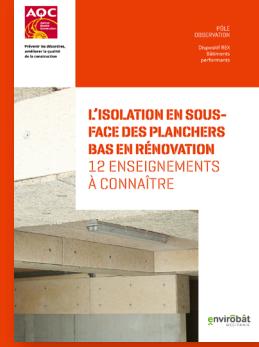 AQC
PÔLE
OBSERVATION
Prévenir les désordres,
améliorer la qualité
de la construction
Dispositif REX
Bâtiments
performants
L'ISOLATION EN SOUS-
FACE DES PLANCHERS
BAS EN RÉNOVATION
12 ENSEIGNEMENTS
À CONNAÎTRE
envirobat